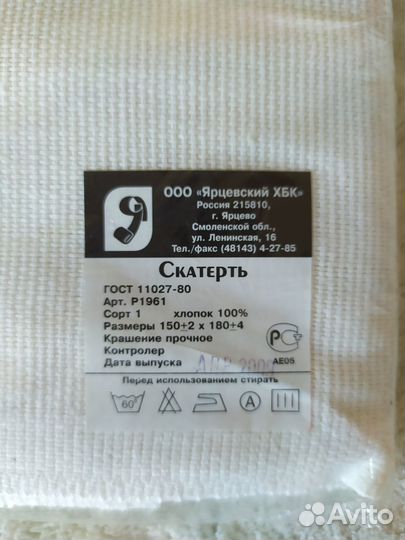 ООО «Ярцевский ХБК»
Россия 215810,
г. Ярцево
Смоленской обл.,
ул. Ленинская, 16
Тел./факс (48143) 4-27-85
Скатерть
ГОСТ 11027-80
Арт. Р1961
Сорт 1 хлопок 100%
Размеры 150±2 х 180±4
Крашение прочное
Контролер
Дата выпуска
АЕ05
Перед использованием стирать
60
А
Avito